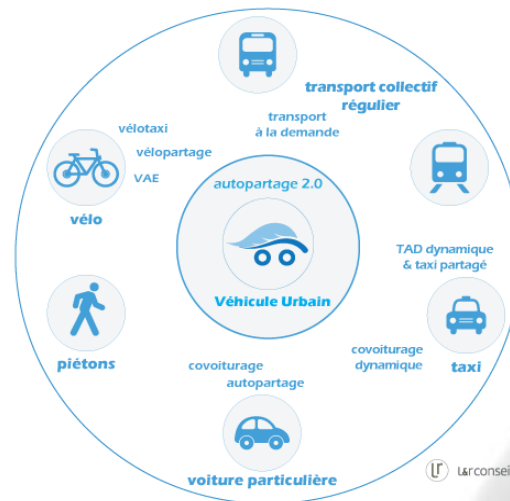 transport collectif
régulier
transport
à la demande
vélotaxi
vélopartage
VAE
vélo
autopartage 2.0
Véhicule Urbain
TAD dynamique
& taxi partagé
piétons
covoiturage
dynamique
taxi
covoiturage
autopartage
voiture particulière
L&r conseil